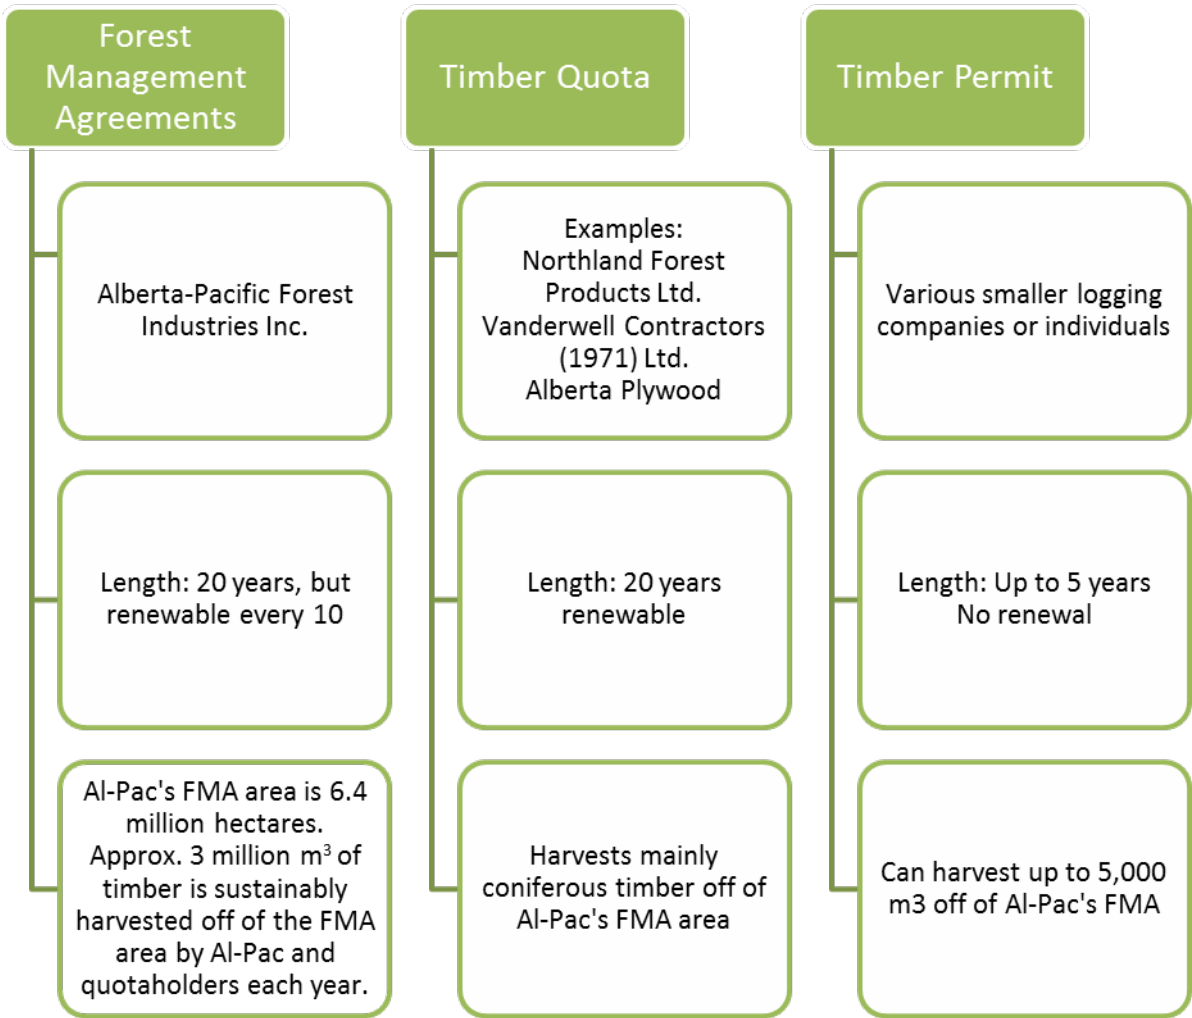 Forest
Management
Agreements
Alberta-Pacific Forest
Industries Inc.
Length: 20 years, but
renewable every 10
Al-Pac's FMA area is 6.4
million hectares.
Approx. 3 million m³ of
timber is sustainably
harvested off of the FMA
area by Al-Pac and
quotaholders each year.
Timber Quota
Examples:
Northland Forest
Products Ltd.
Vanderwell Contractors
(1971) Ltd.
Alberta Plywood
Length: 20 years
renewable
Harvests mainly
coniferous timber off of
Al-Pac's FMA area
Timber Permit
Various smaller logging
companies or individuals
Length: Up to 5 years
No renewal
Can harvest up to 5,000
m3 off of Al-Pac's FMA